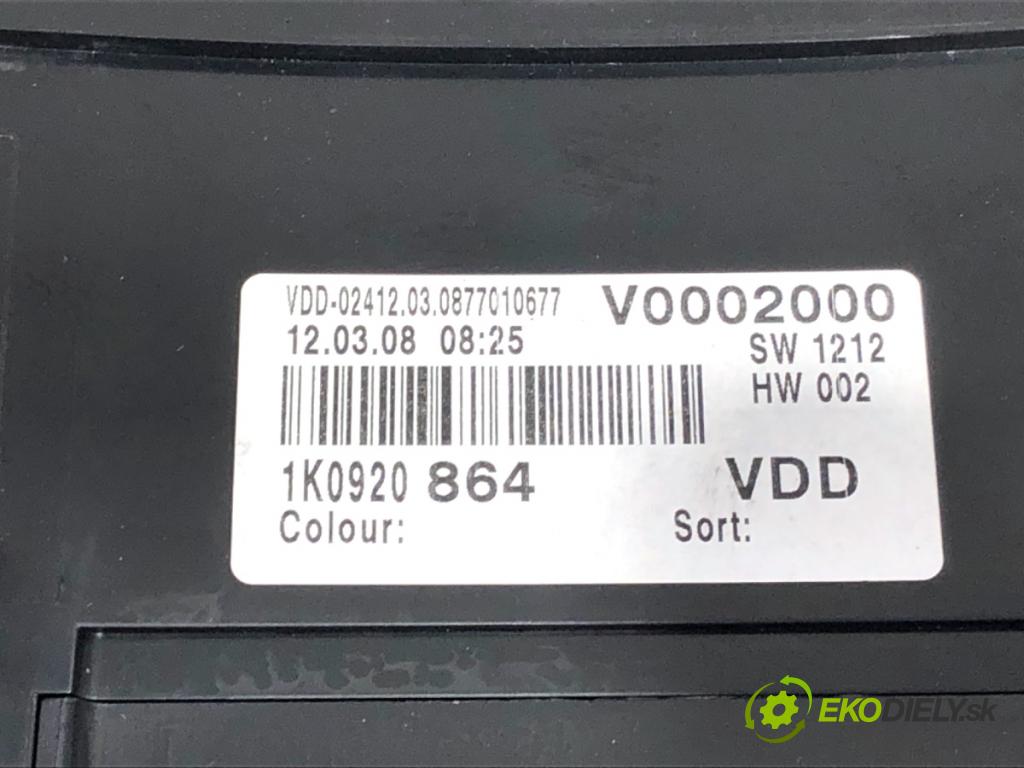 VDD-02412.03.0877010677 V0002000
12.03.08 08:25 SW 1212
HW 002
1K0920 864 VDD
Colour: Sort:
EKODIELY.sk